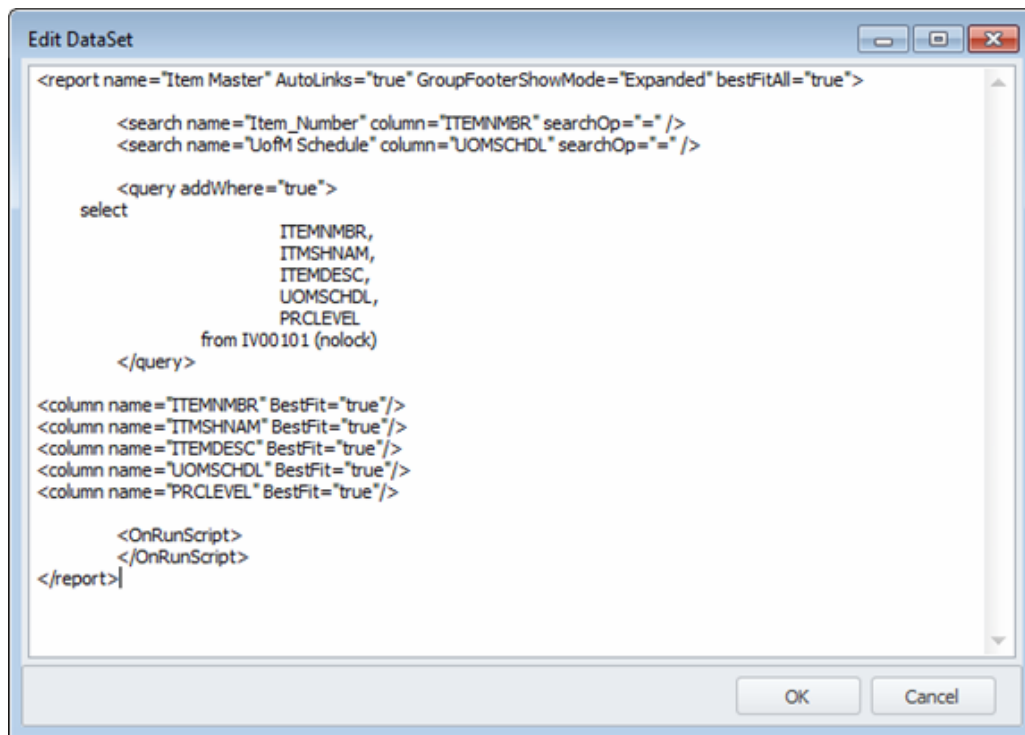 Edit DataSet
<report name="Item Master" AutoLinks="true" GroupFooterShowMode="Expanded" bestFitAll="true">
<search name="Item_Number" column="ITEMNMBR" searchOp="=" />
<search name="UofM Schedule" column="UOMSCHDL" searchOp="=" />
<query addWhere="true">
select
ITEMNMBR,
ITMSHNAM,
ITEMDESC,
UOMSCHDL,
PRCLEVEL
from IV00101 (nolock)
</query>
<column name="ITEMNMBR" BestFit="true"/>
<column name="ITMSHNAM" BestFit="true"/>
<column name="ITEMDESC" BestFit="true"/>
<column name="UOMSCHDL" BestFit="true"/>
<column name="PRCLEVEL" BestFit="true"/>
<OnRunScript>
</OnRunScript>
</report>
OK Cancel